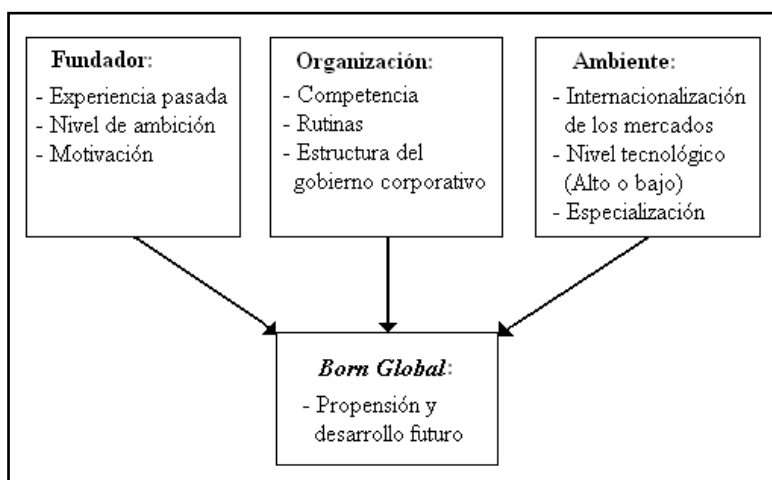 Fundador:
- Experiencia pasada
- Nivel de ambición
- Motivación
Organización:
- Competencia
- Rutinas
- Estructura del
gobierno corporativo
Ambiente:
- Internacionalización
de los mercados
- Nivel tecnológico
(Alto o bajo)
- Especialización
Born Global:
- Propensión y
desarrollo futuro